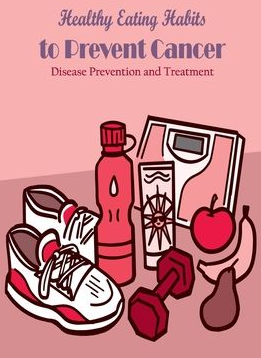 Healthy Eating Habits
to Prevent Cancer
Disease Prevention and Treatment